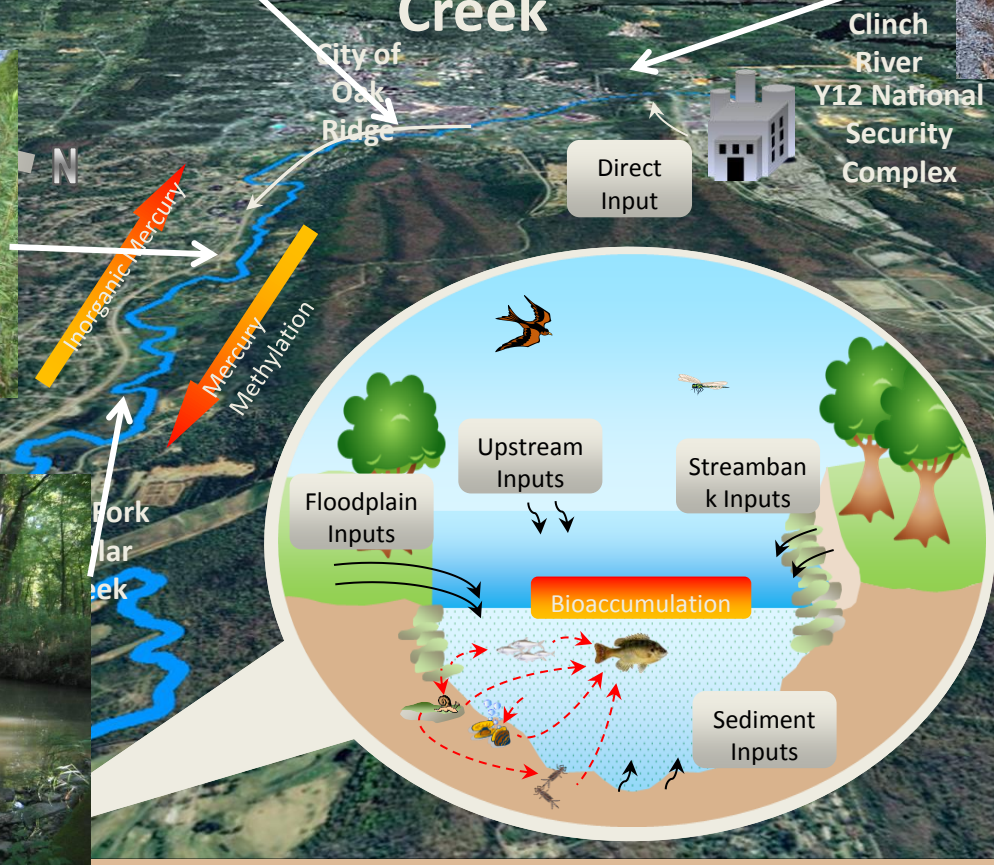 Creek
City of
Oak
Ridge
Clinch
River
Y12 National
Security
Complex
N
Direct
Input
Inorganic Mercury
Mercury
Methylation
Upstream
Inputs
Streamban
k Inputs
Floodplain
Inputs
Fork
lar
eek
Bioaccumulation
Sediment
Inputs